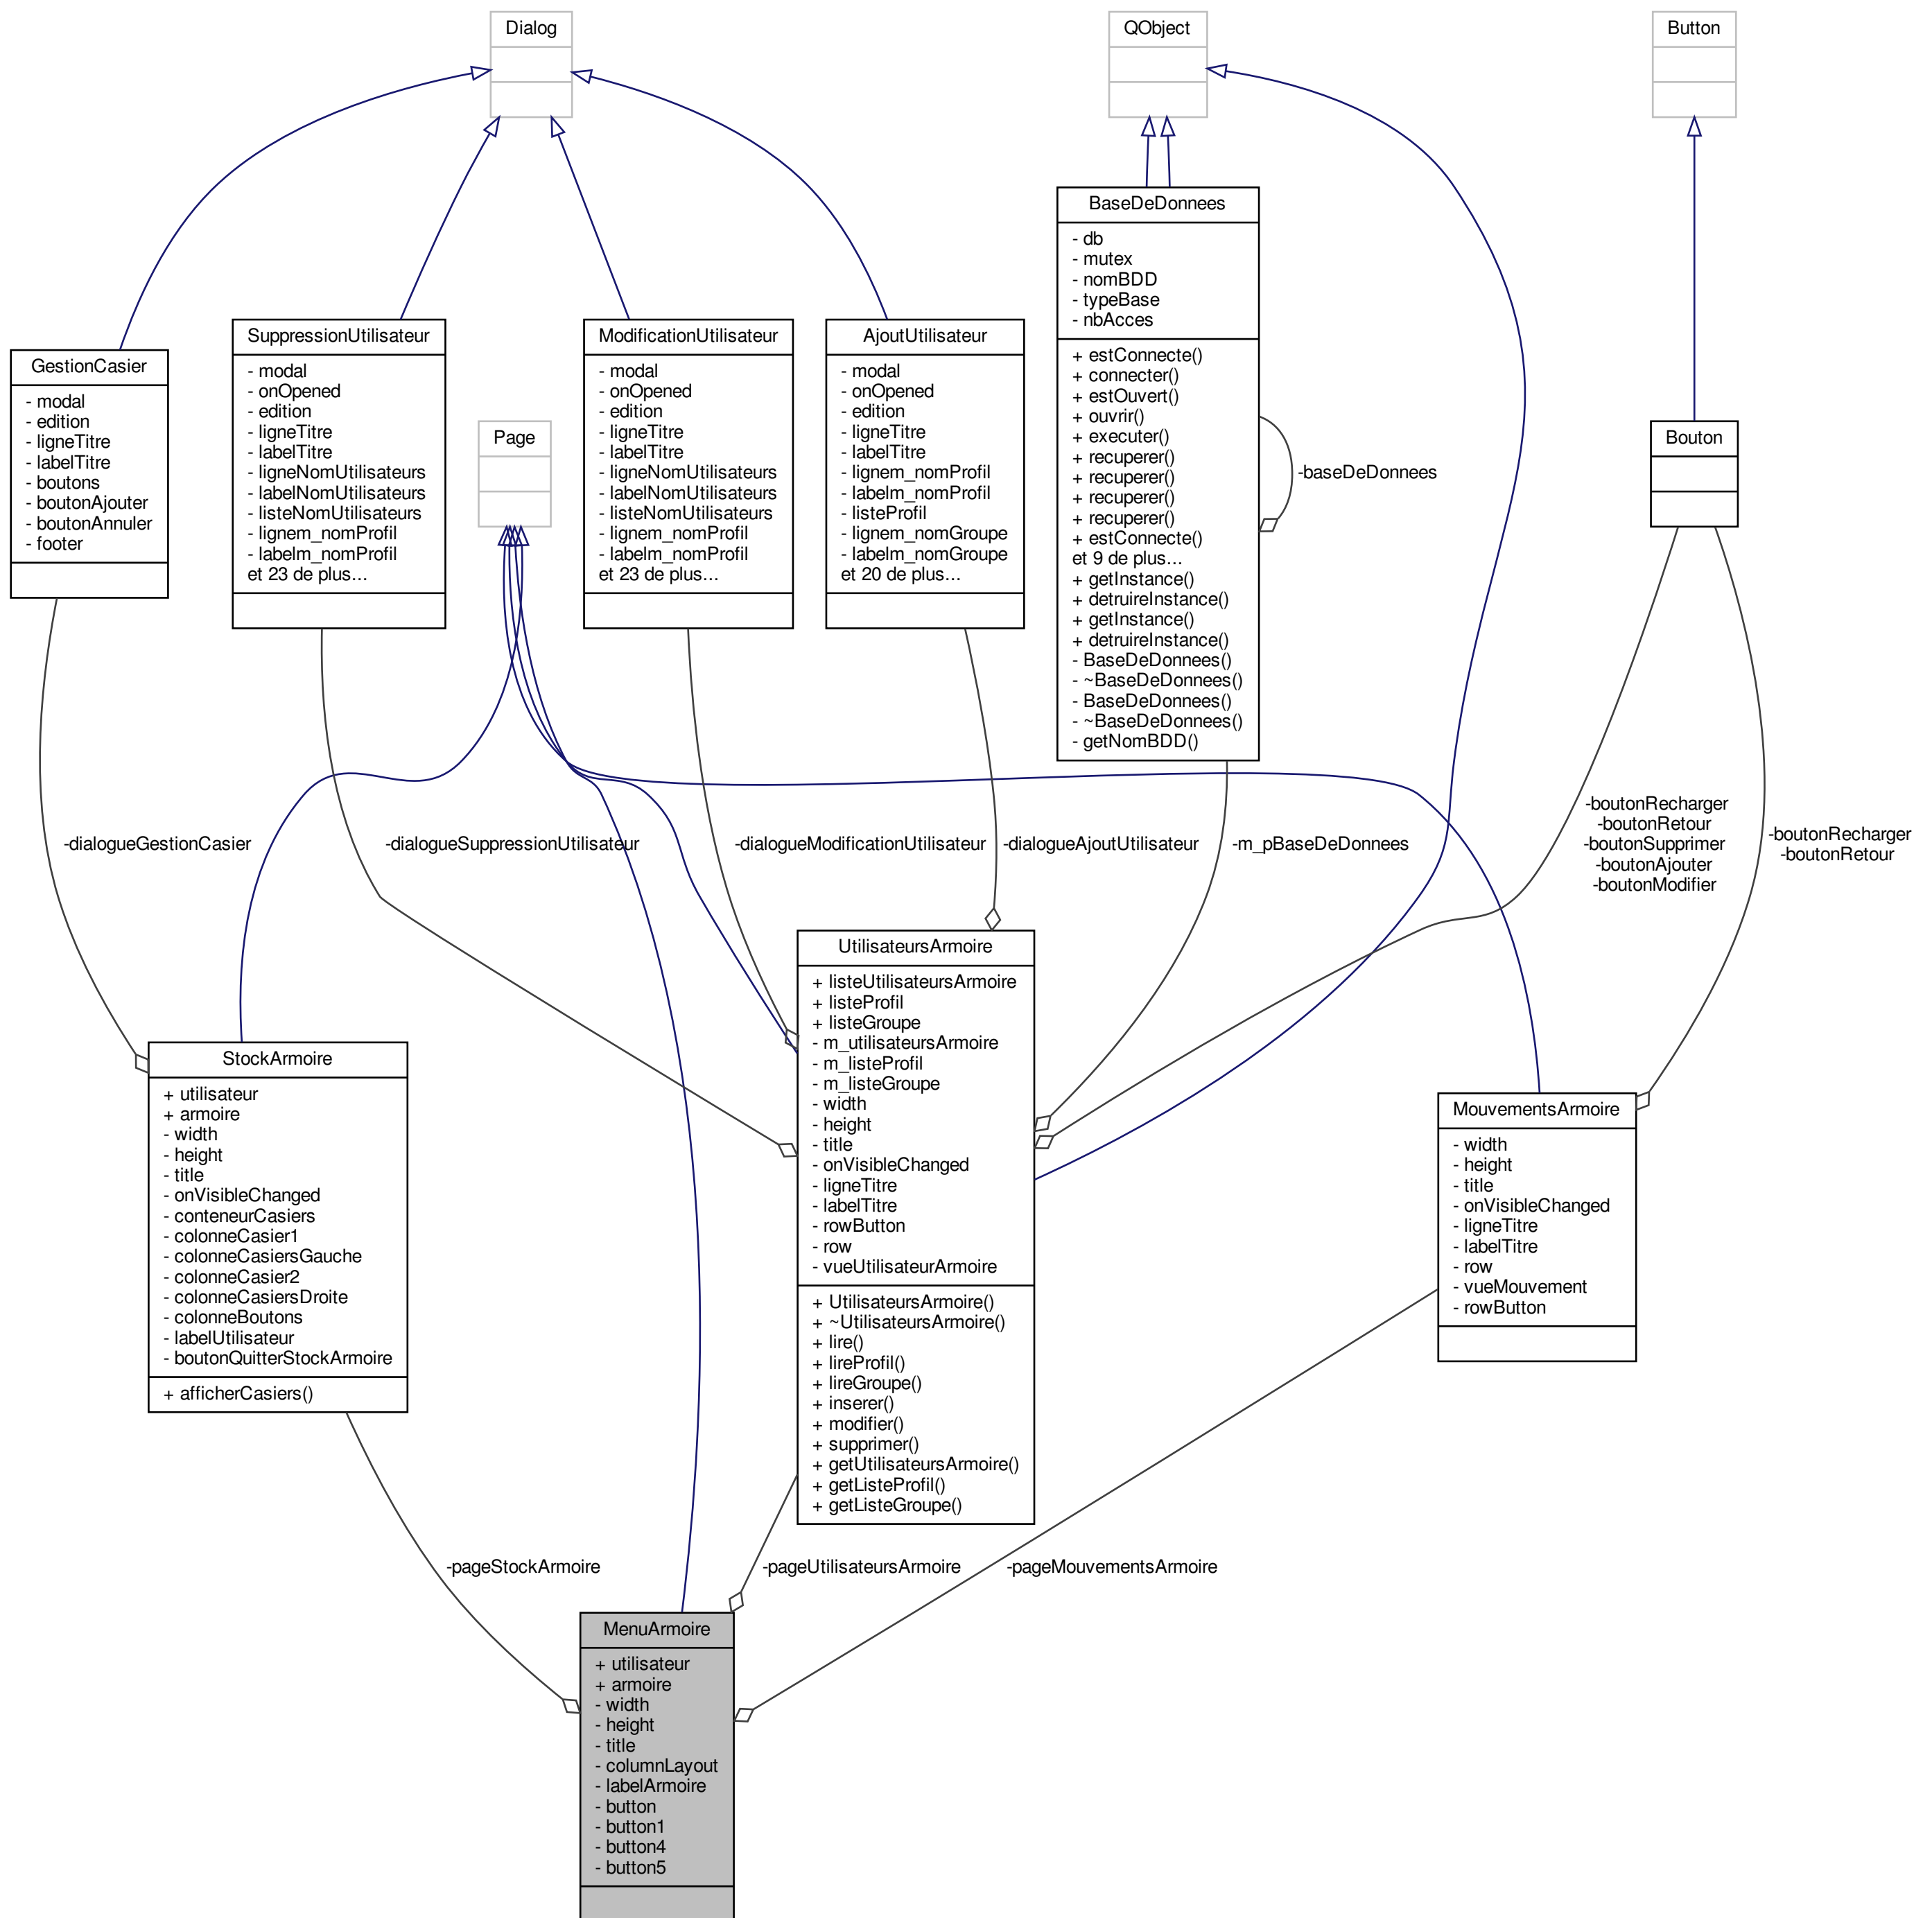 Dialog
QObject
Button
BaseDeDonnees
- db
- mutex
- nomBDD
- typeBase
- nbAcces
+ estConnecte()
+ connecter()
+ estOuvert()
+ ouvrir()
+ executer()
+ recuperer()
+ recuperer()
+ recuperer()
+ recuperer()
+ estConnecte()
et 9 de plus...
+ getInstance()
+ detruireInstance()
+ getInstance()
+ detruireInstance()
- BaseDeDonnees()
- ~BaseDeDonnees()
- BaseDeDonnees()
- ~BaseDeDonnees()
- getNomBDD()
-baseDeDonnees
GestionCasier
- modal
- edition
- ligneTitre
- labelTitre
- boutons
- boutonAjouter
- boutonAnnuler
- footer
SuppressionUtilisateur
- modal
- onOpened
- edition
- ligneTitre
- labelTitre
- ligneNomUtilisateurs
- labelNomUtilisateurs
- listeNomUtilisateurs
- lignem_nomProfil
- labelm_nomProfil
et 23 de plus...
Page
ModificationUtilisateur
- modal
- onOpened
- edition
- ligneTitre
- labelTitre
- ligneNomUtilisateurs
- labelNomUtilisateurs
- listeNomUtilisateurs
- lignem_nomProfil
- labelm_nomProfil
et 23 de plus...
AjoutUtilisateur
- modal
- onOpened
- edition
- ligneTitre
- labelTitre
- lignem_nomProfil
- labelm_nomProfil
- listeProfil
- lignem_nomGroupe
- labelm_nomGroupe
et 20 de plus...
Bouton
-dialogueGestionCasier
-dialogueSuppressionUtilisateur
-dialogueModificationUtilisateur
-dialogueAjoutUtilisateur
-m_pBaseDeDonnees
-boutonRecharger
-boutonRetour
-boutonSupprimer
-boutonAjouter
-boutonModifier
-boutonRecharger
-boutonRetour
StockArmoire
+ utilisateur
+ armoire
- width
- height
- title
- onVisibleChanged
- conteneurCasiers
- colonneCasier1
- colonneCasiersGauche
- colonneCasier2
- colonneCasiersDroite
- colonneBoutons
- labelUtilisateur
- boutonQuitterStockArmoire
+ afficherCasiers()
UtilisateursArmoire
+ listeUtilisateursArmoire
+ listeProfil
+ listeGroupe
- m_utilisateursArmoire
- m_listeProfil
- m_listeGroupe
- width
- height
- title
- onVisibleChanged
- ligneTitre
- labelTitre
- rowButton
- row
- vueUtilisateurArmoire
+ UtilisateursArmoire()
+ ~UtilisateursArmoire()
+ lire()
+ lireProfil()
+ lireGroupe()
+ inserer()
+ modifier()
+ supprimer()
+ getUtilisateursArmoire()
+ getListeProfil()
+ getListeGroupe()
MouvementsArmoire
- width
- height
- title
- onVisibleChanged
- ligneTitre
- labelTitre
- row
- vueMouvement
- rowButton
-pageStockArmoire
-pageUtilisateursArmoire
-pageMouvementsArmoire
MenuArmoire
+ utilisateur
+ armoire
- width
- height
- title
- columnLayout
- labelArmoire
- button
- button1
- button4
- button5